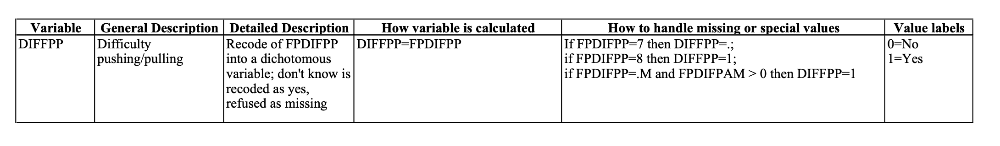 Variable General Description Detailed Description How variable is calculated How to handle missing or special values Value labels
DIFFPP Difficulty Recode of FPDIFPP DIFFPP=FPDIFPP If FPDIFPP=7 then DIFFPP=.; 0=No
pushing/pulling into a dichotomous if FPDIFPP=8 then DIFFPP=1; 1=Yes
variable; don't know is if FPDIFPP=.M and FPDIFPAM > 0 then DIFFPP=1
recoded as yes,
refused as missing